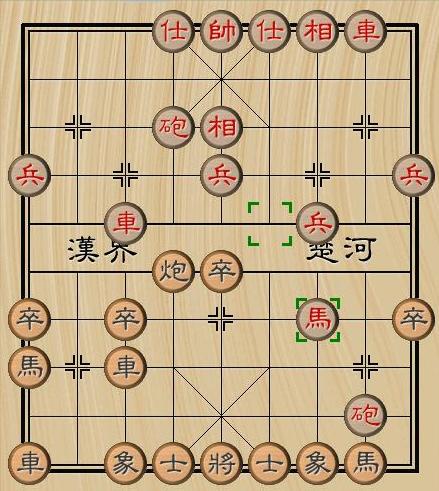 仕帥仕相車
砲相
兵兵兵
車兵
漢界楚河
炮卒
卒卒馬卒
馬車
砲
車象士將士象馬